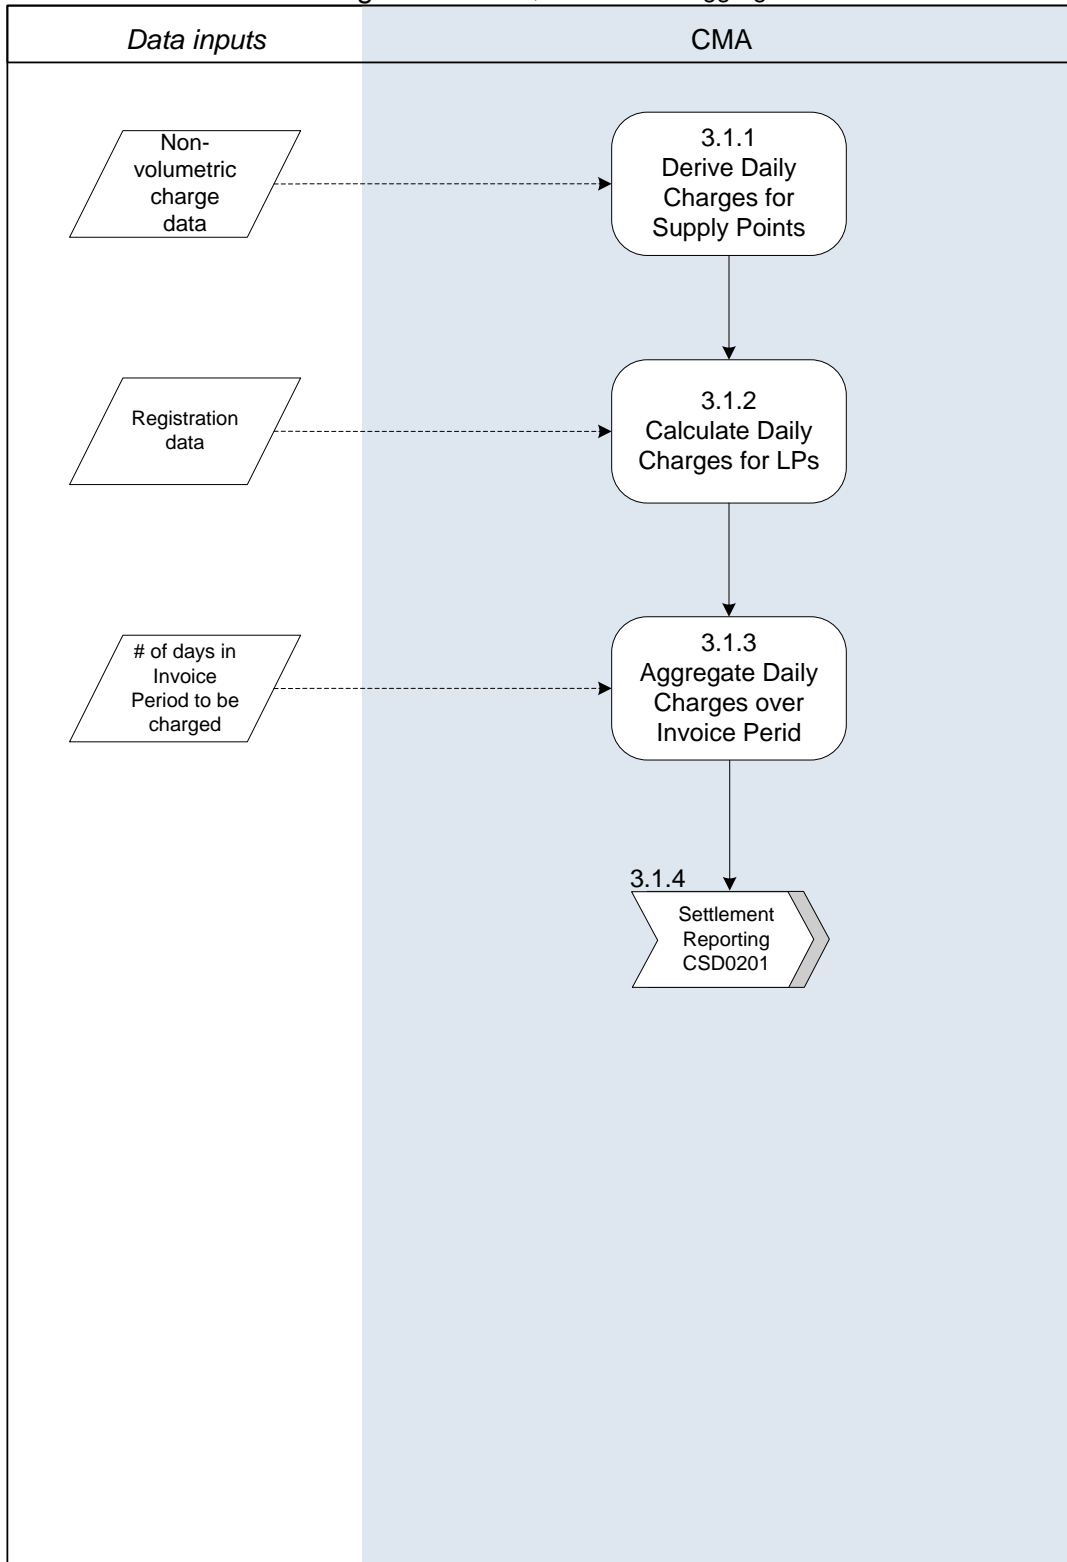 Data inputs
CMA
Non-
volumetric
charge
data
3.1.1
Derive Daily
Charges for
Supply Points
Registration
data
3.1.2
Calculate Daily
Charges for LPs
# of days in
Invoice
Period to be
charged
3.1.3
Aggregate Daily
Charges over
Invoice Perid
3.1.4
Settlement
Reporting
CSD0201